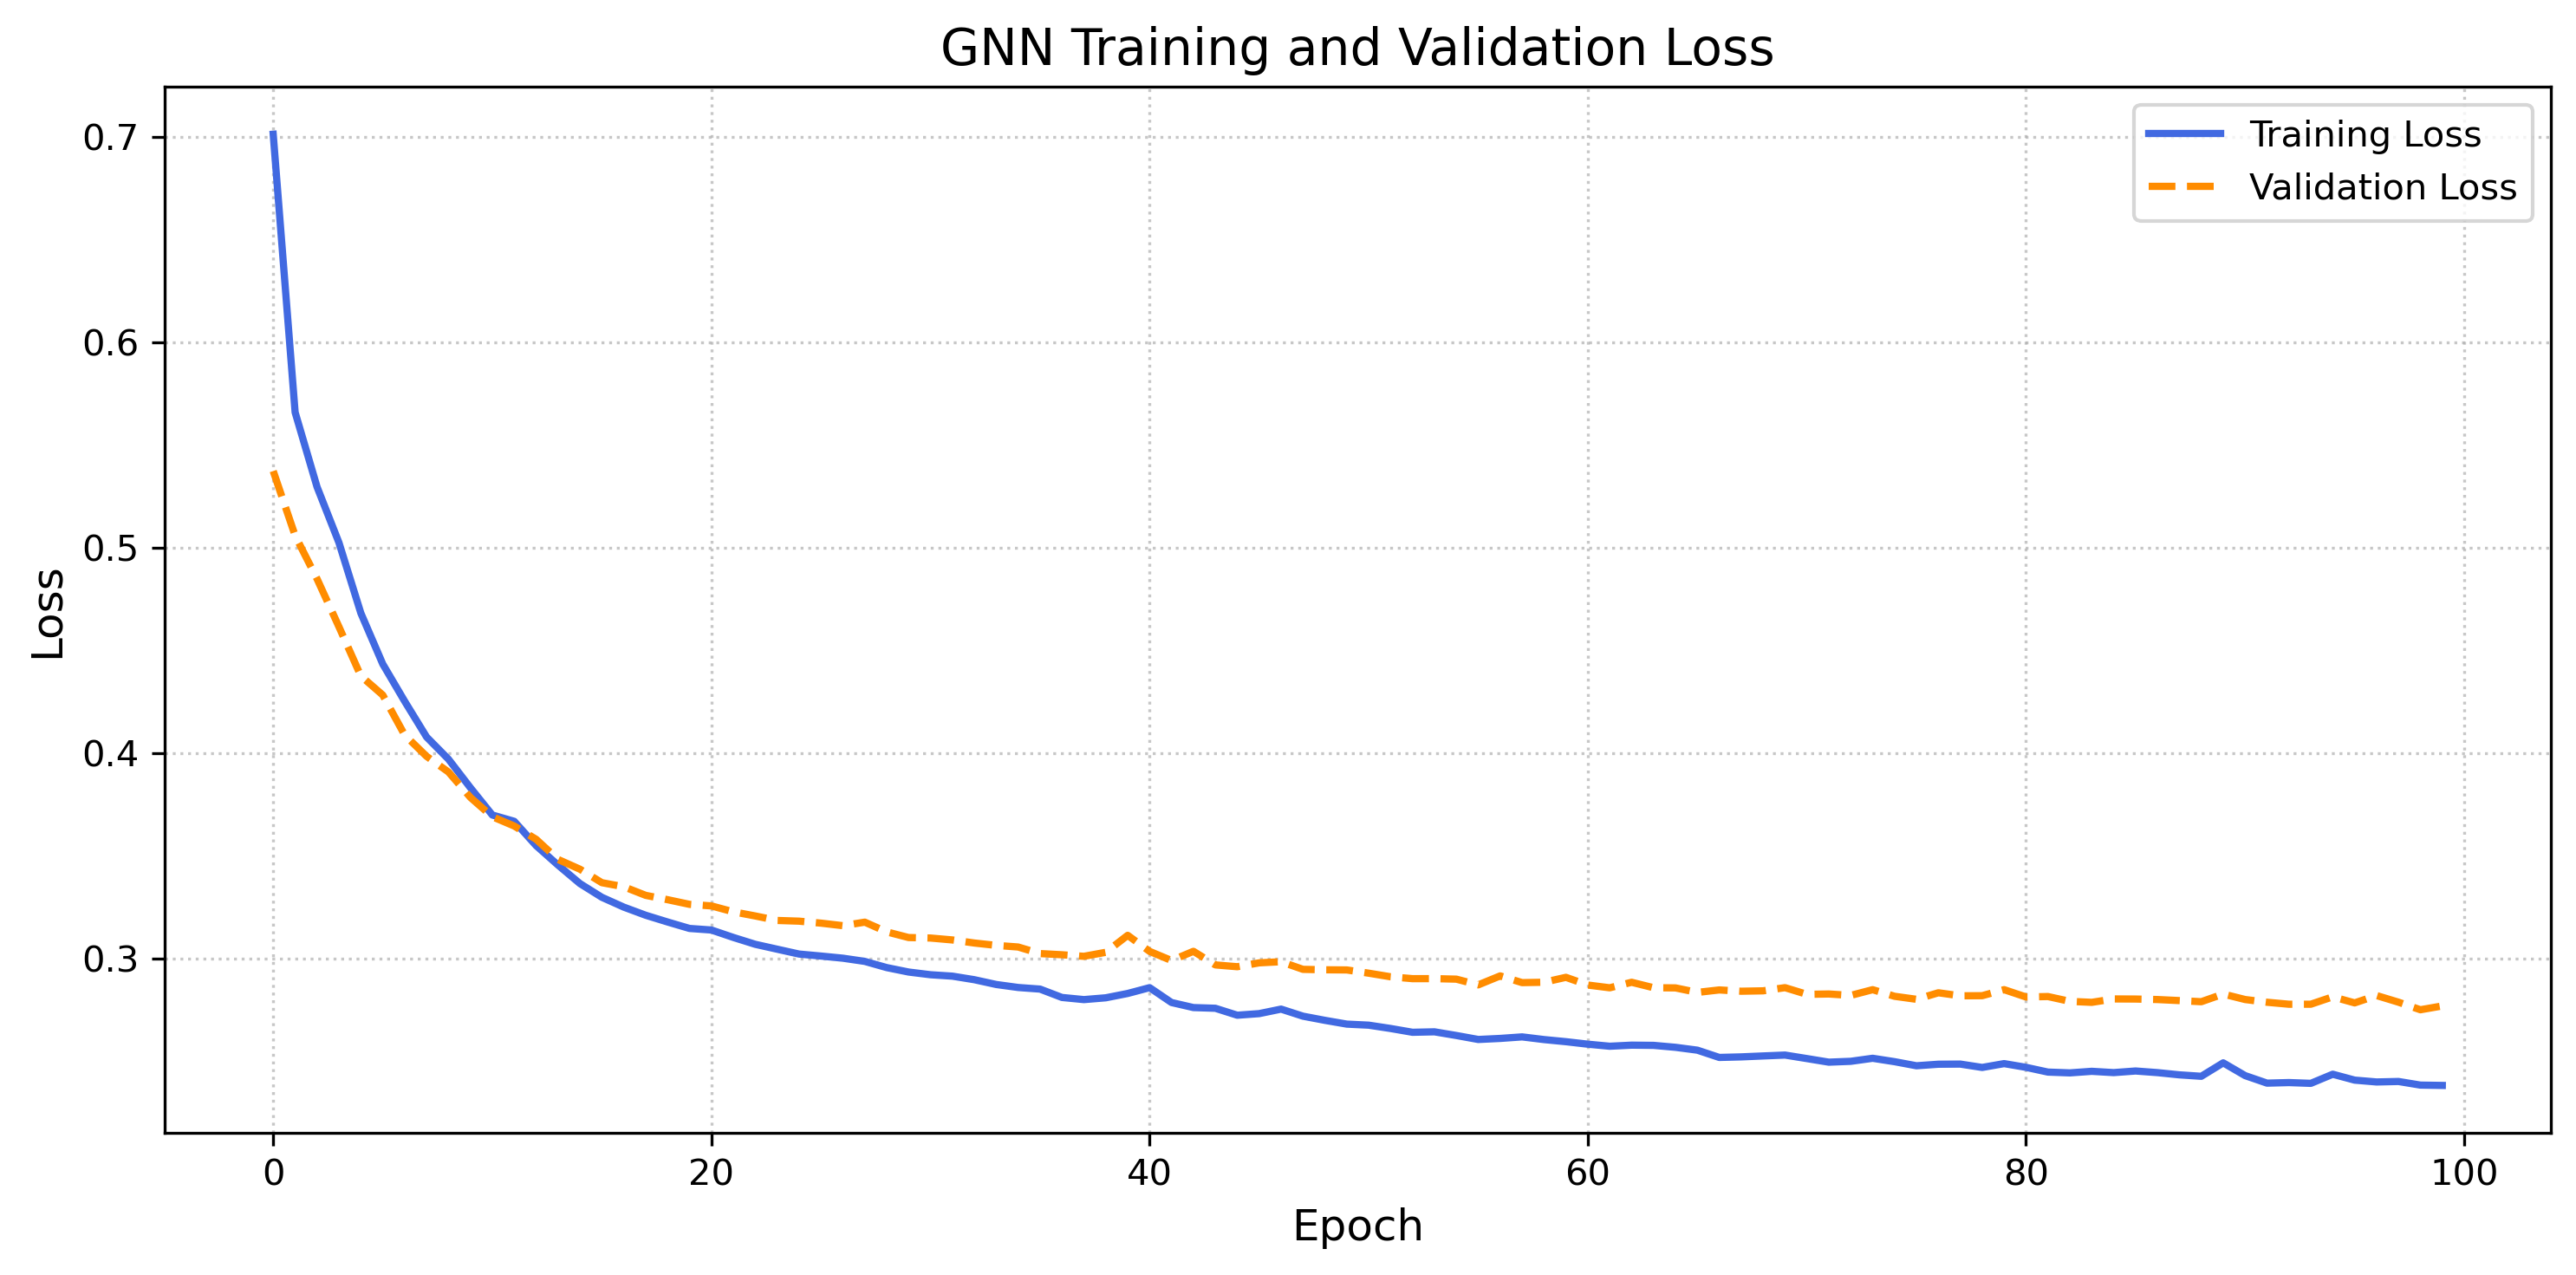 GNN Training and Validation Loss
Training Loss
Validation Loss
0.7
0.6
0.5
0.4
0.3
Loss
0 20 40 60 80 100
Epoch